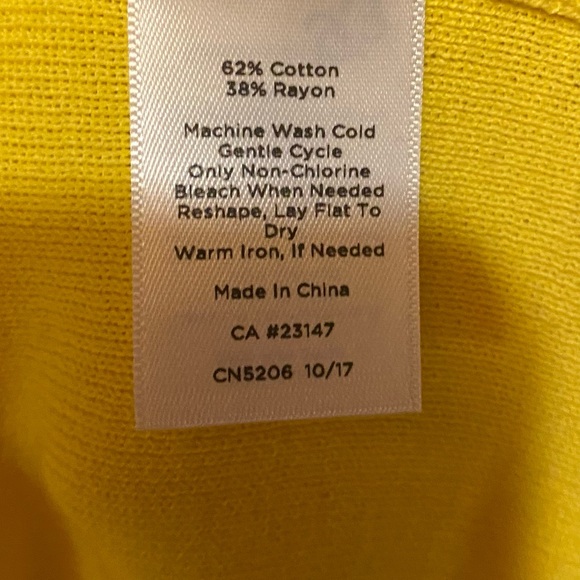 62% Cotton
38% Rayon
Machine Wash Cold
Gentle Cycle
Only Non-Chlorine
Bleach When Needed
Reshape, Lay Flat To
Dry
Warm Iron, If Needed
Made In China
CA #23147
CN5206 10/17